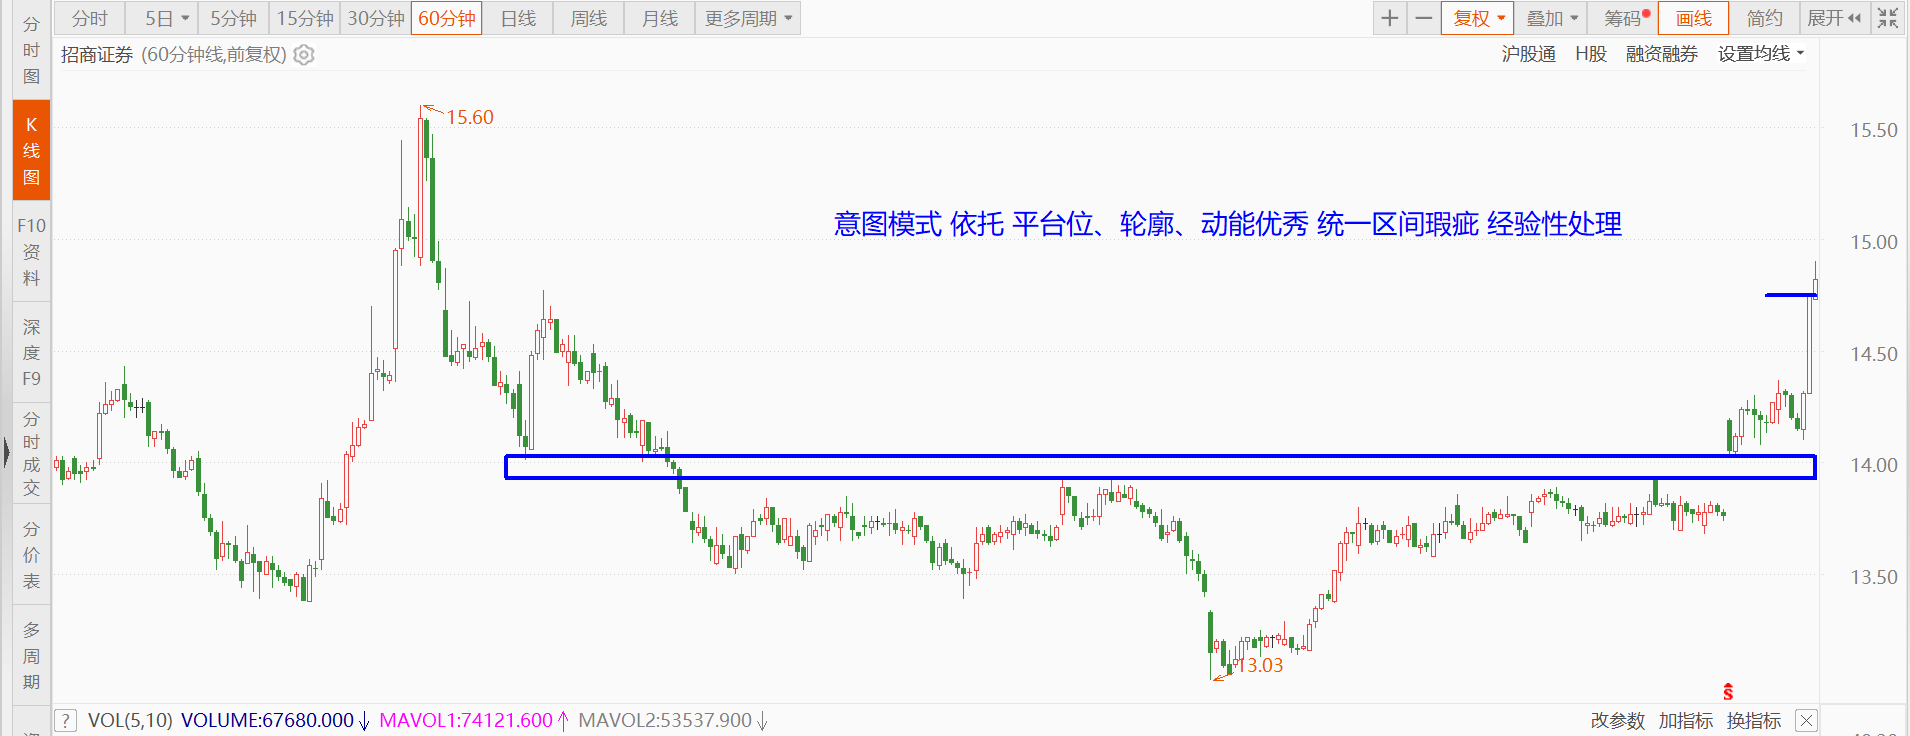 分时 5日 5分钟 15分钟 30分钟 60分钟 日线 周线 月线 更多周期 复权 叠加 筹码 画线 简约 展开
招商证券 (60分钟线,前复权) 沪股通 H股 融资融券 设置均线
分时图
K线图
F10资料
深度F9
分时成交
分价表
多周期
15.60
意图模式 依托 平台位、轮廓、动能优秀 统一区间瑕疵 经验性处理
13.03
15.50
15.00
14.50
14.00
13.50
S
? VOL(5,10) VOLUME:67680.000↓ MAVOL1:74121.600↑ MAVOL2:53537.900↓ 改参数 加指标 换指标